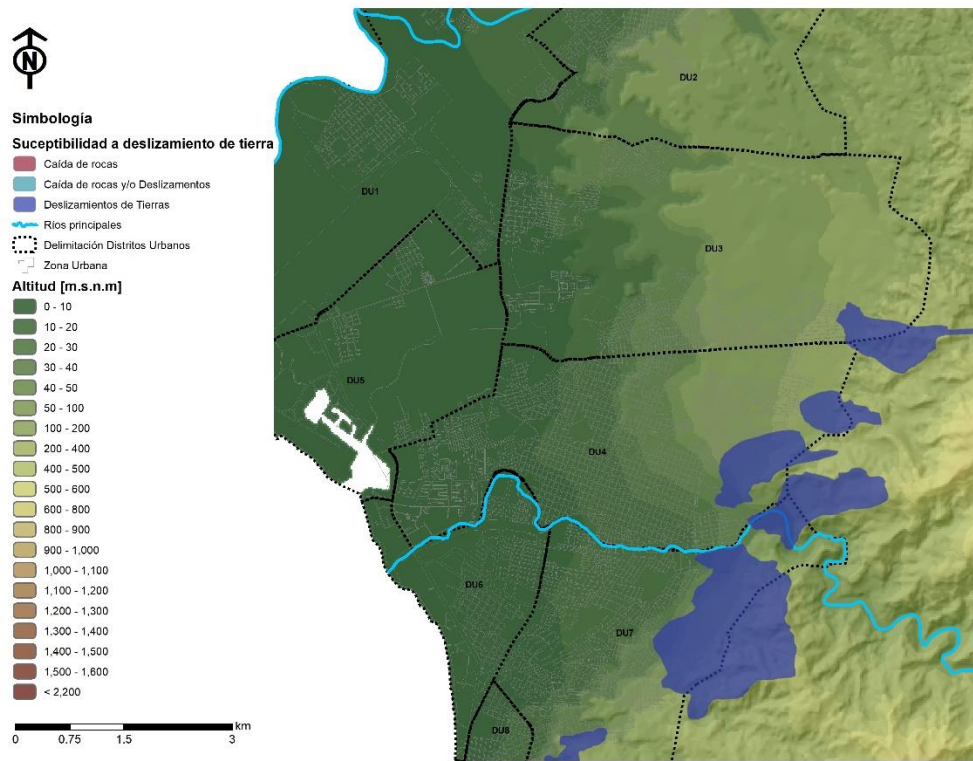 N
Simbología
Suceptibilidad a deslizamiento de tierra
Caída de rocas
Caída de rocas y/o Deslizamentos
Deslizamientos de Tierras
Ríos principales
Delimitación Distritos Urbanos
Zona Urbana
Altitud [m.s.n.m]
0 - 10
10 - 20
20 - 30
30 - 40
40 - 50
50 - 100
100 - 200
200 - 400
400 - 500
500 - 600
600 - 800
800 - 900
900 - 1,000
1,000 - 1,100
1,100 - 1,200
1,200 - 1,300
1,300 - 1,400
1,400 - 1,500
1,500 - 1,600
< 2,200
km
0 0.75 1.5 3
DU2
DU1
DU3
DU5
DU4
DU6
DU7
DU8